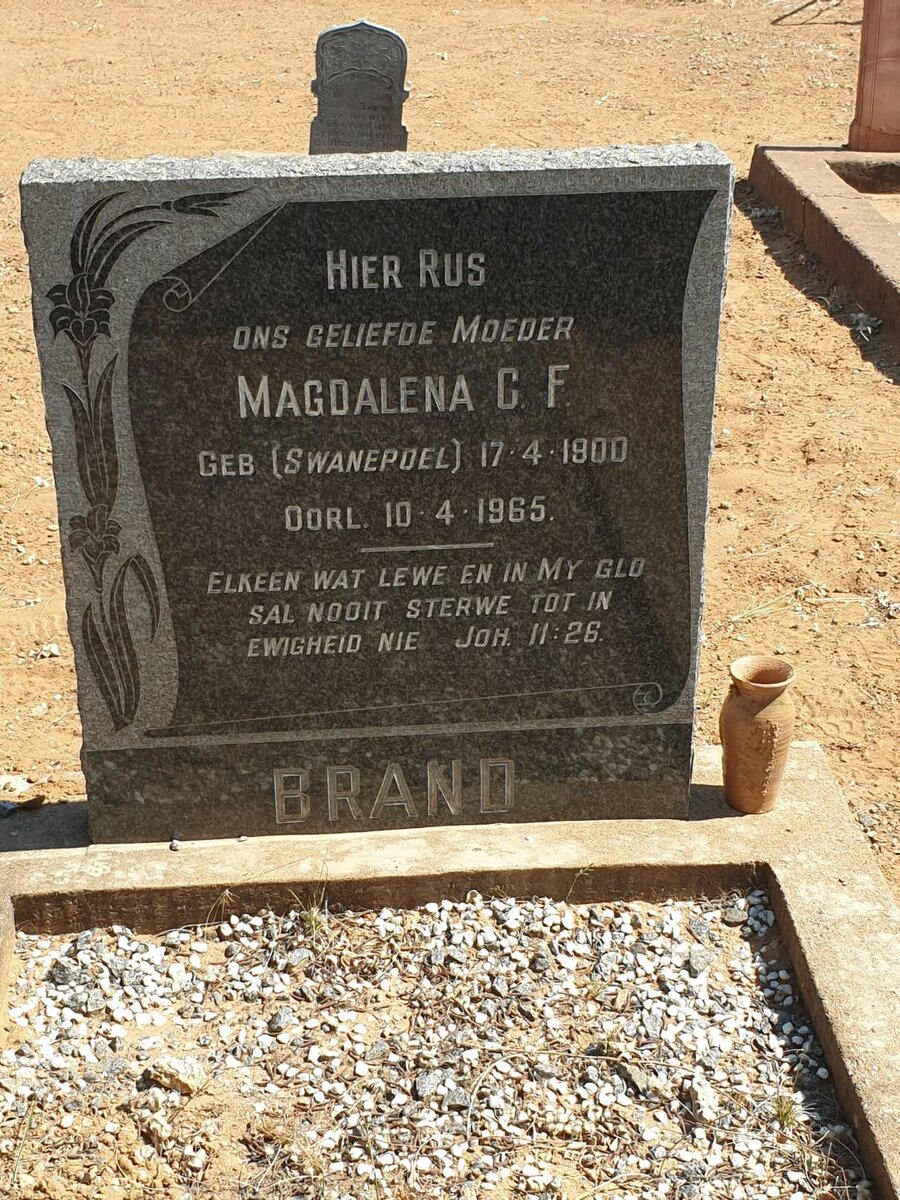 HIER RUS
ONS GELIEFDE MOEDER
MAGDALENA C. F.
GEB (SWANEPOEL) 17·4·1900
OORL. 10·4·1965.
ELKEEN WAT LEWE EN IN MY GLO
SAL NOOIT STERWE TOT IN
EWIGHEID NIE JOH. 11:26.
BRAND